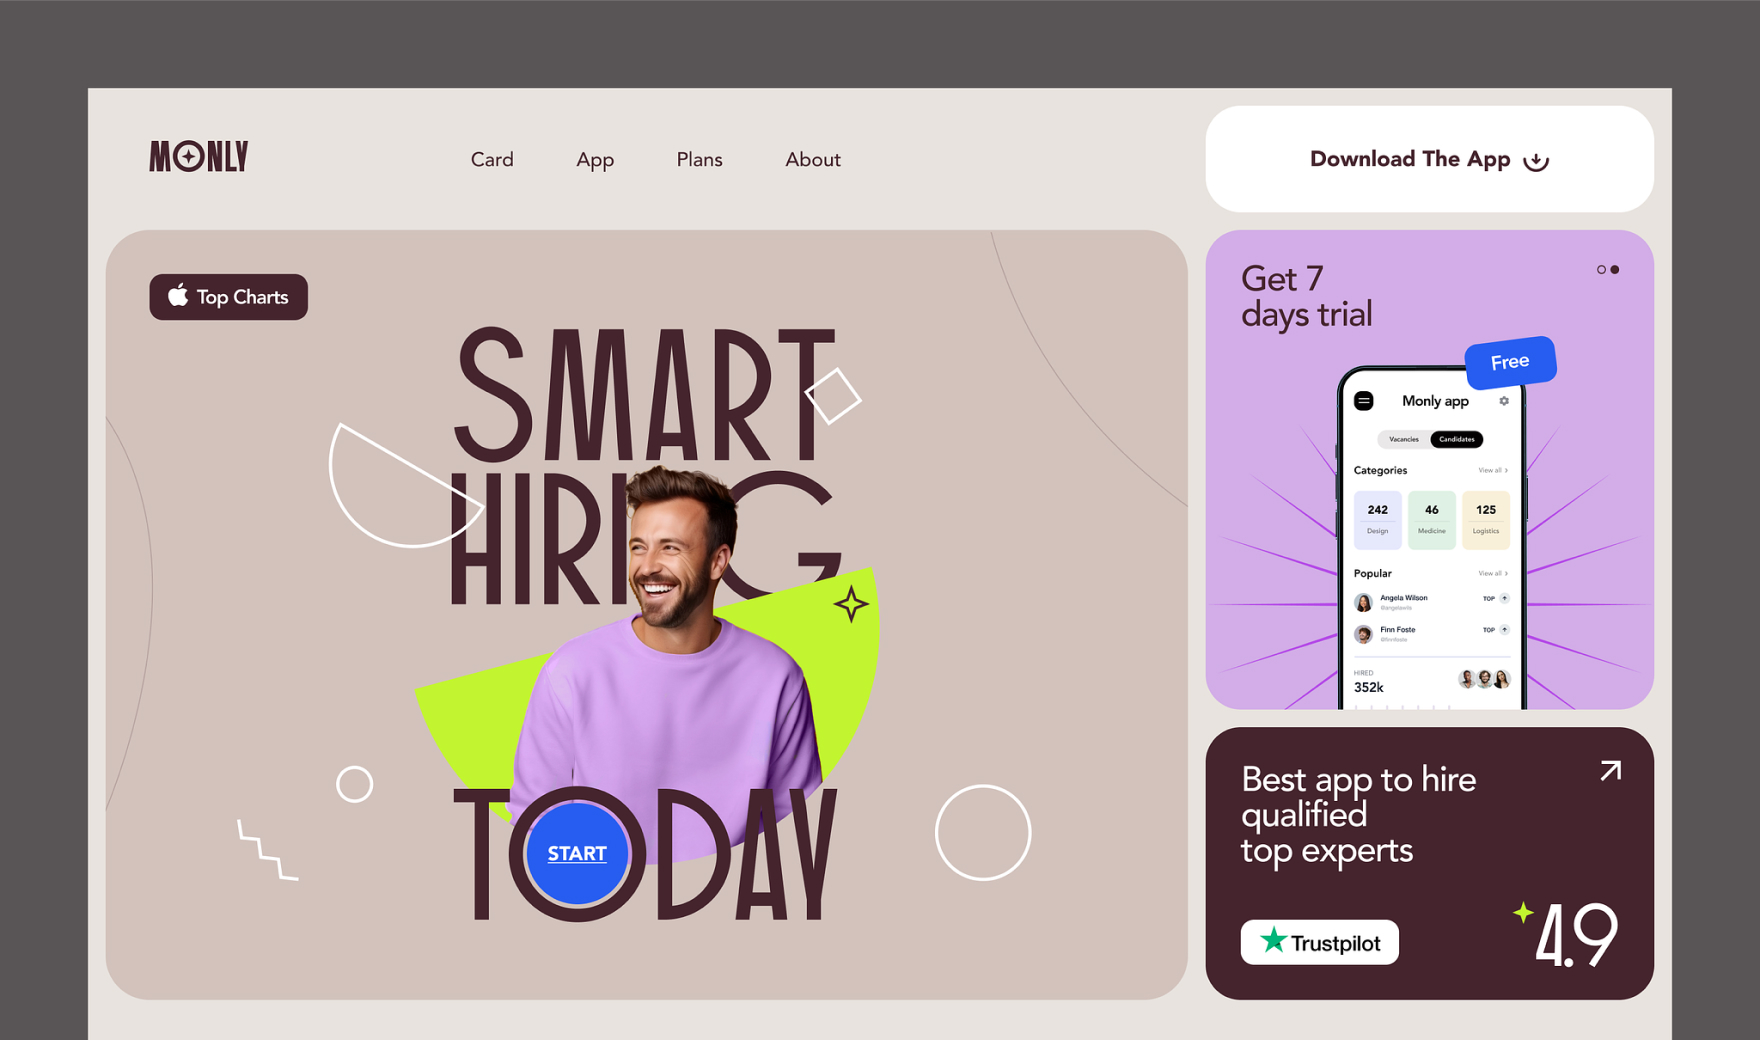 MONLY
Card
App
Plans
About
Download The App
Top Charts
SMART
HIRI G
TODAY
START
Get 7
days trial
Free
Monly app
Vacancies
Candidates
Categories
View all
242
Design
46
Medicine
125
Logistics
Popular
View all
Angela Wilson
@angelawils
TOP
Finn Foste
@finnfoste
TOP
HIRED
352k
Best app to hire
qualified
top experts
Trustpilot
4.9